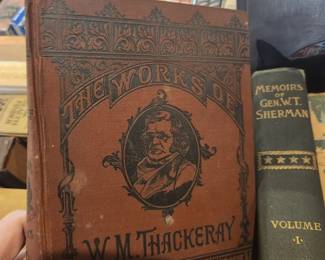 THE WORKS OF
W.M. THACKERAY
MEMOIRS
OF
GEN. W.T.
SHERMAN
VOLUME
-I-